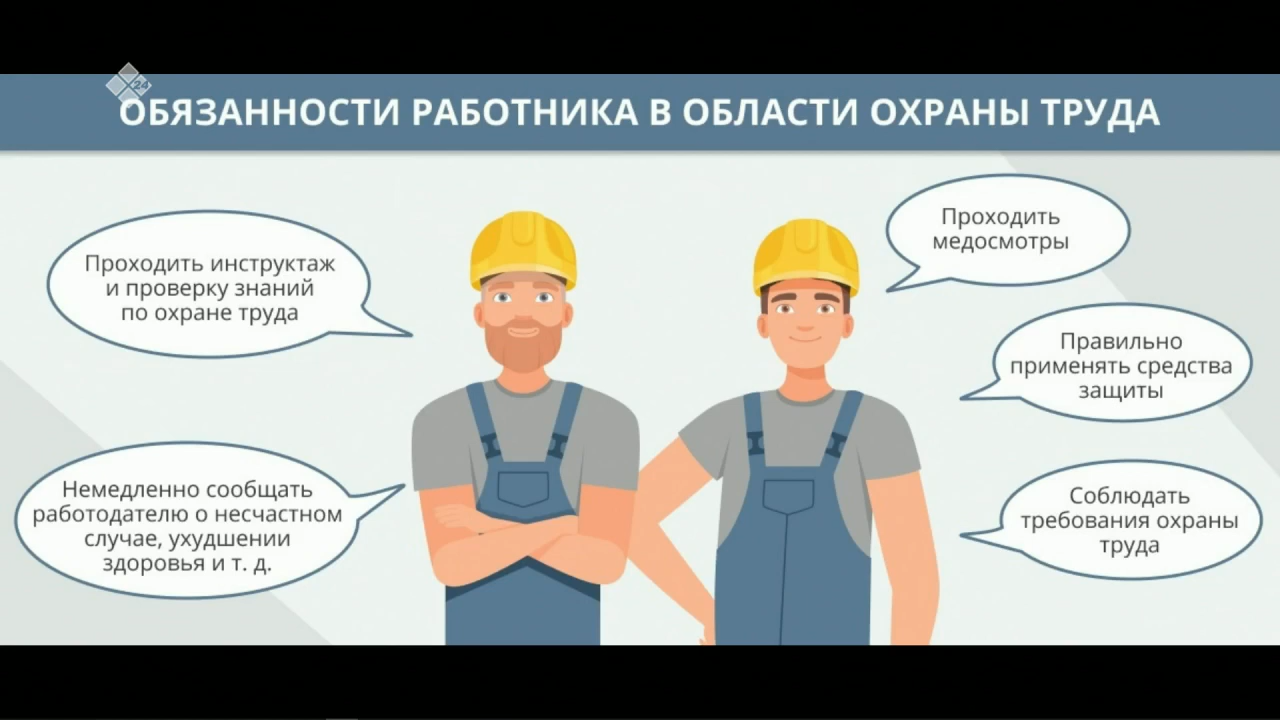 24
ОБЯЗАННОСТИ РАБОТНИКА В ОБЛАСТИ ОХРАНЫ ТРУДА
Проходить инструктаж
и проверку знаний
по охране труда
Немедленно сообщать
работодателю о несчастном
случае, ухудшении
здоровья и т. д.
Проходить
медосмотры
Правильно
применять средства
защиты
Соблюдать
требования охраны
труда